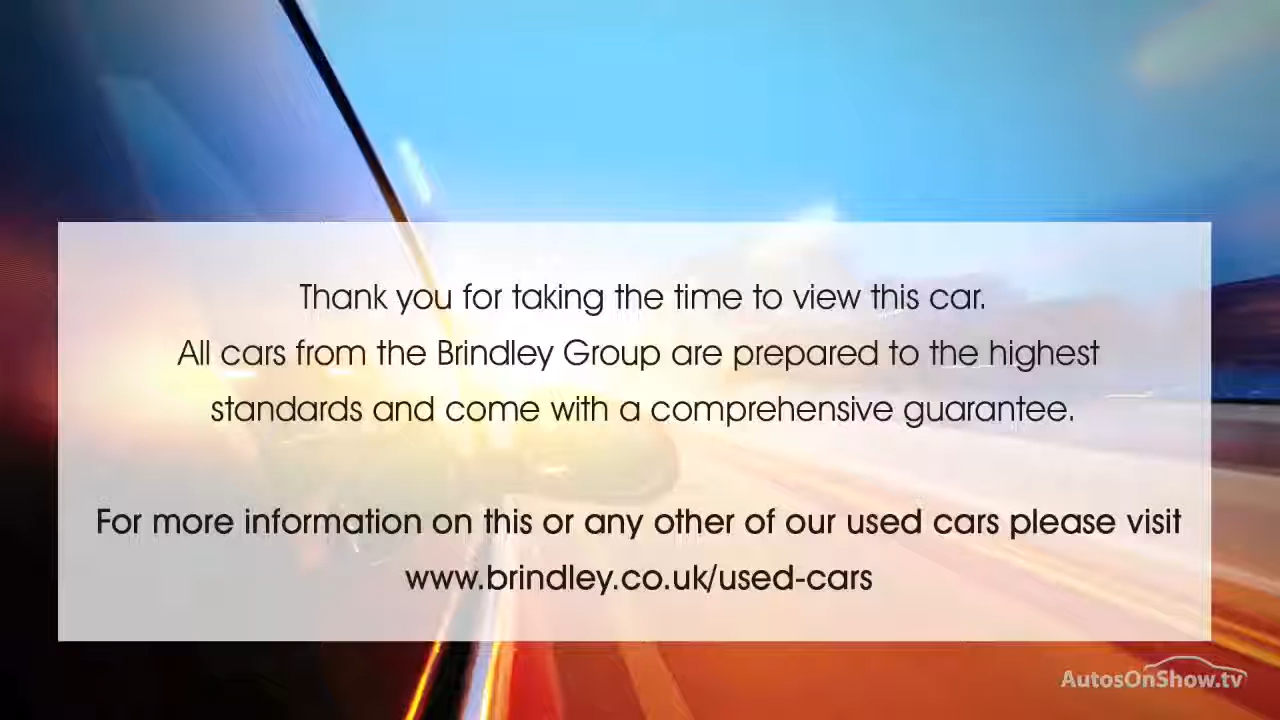 Thank you for taking the time to view this car.
All cars from the Brindley Group are prepared to the highest
standards and come with a comprehensive guarantee.
For more information on this or any other of our used cars please visit
www.brindley.co.uk/used-cars
AutosOnShow.tv